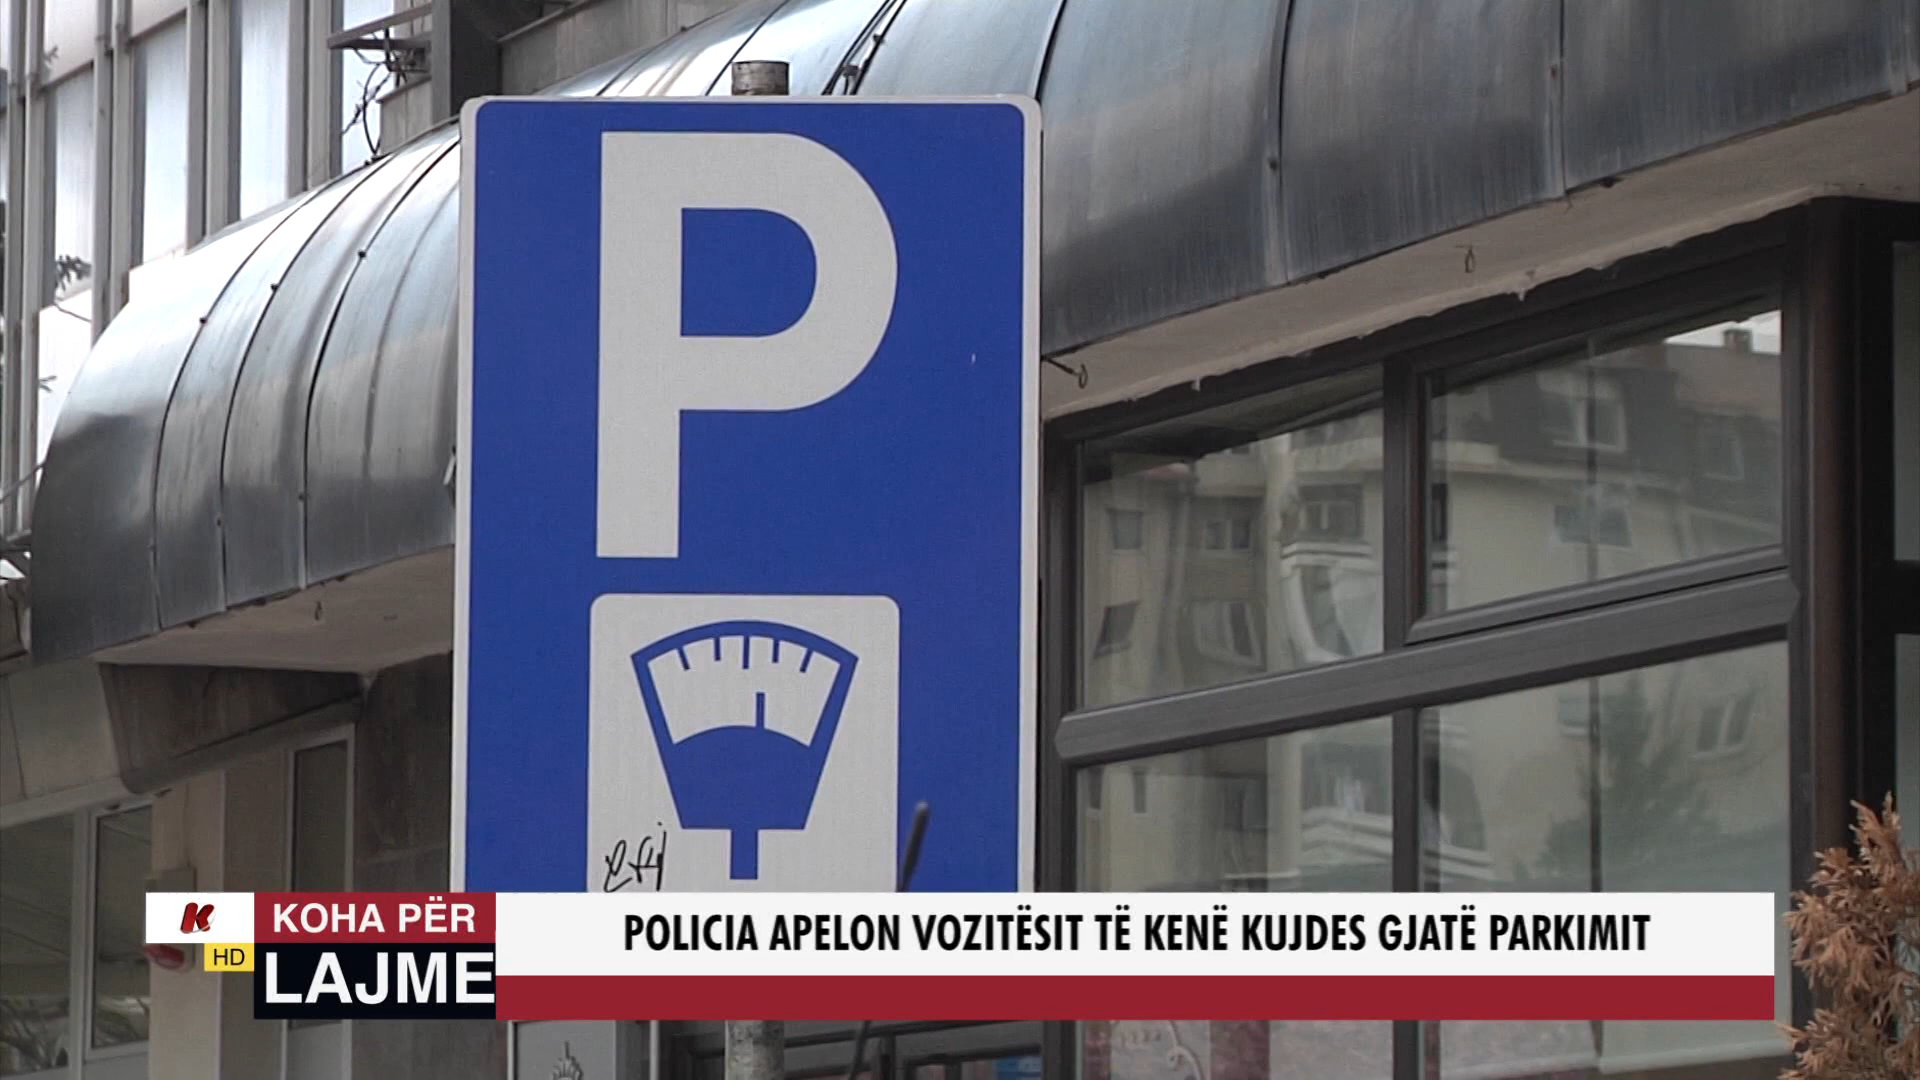 P
K
KOHA PËR
HD
LAJME
POLICIA APELON VOZITËSIT TË KENË KUJDES GJATË PARKIMIT